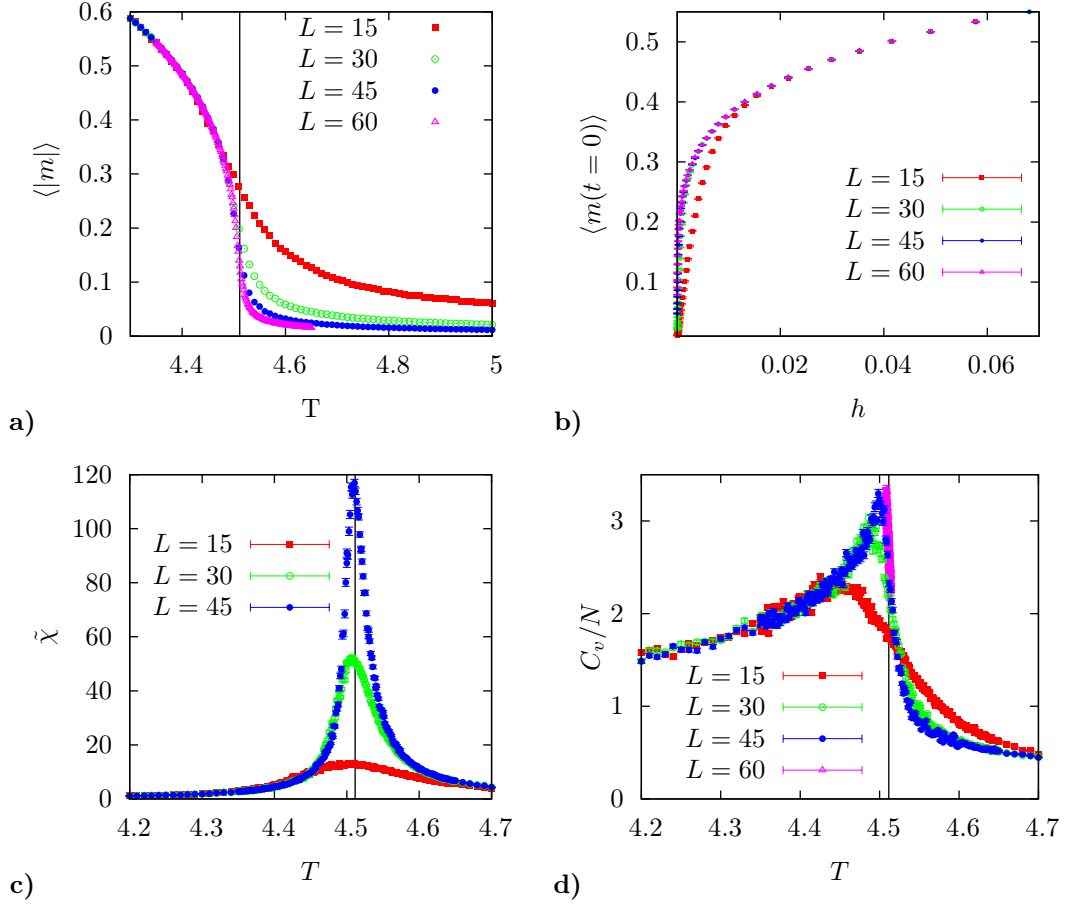 0.6
0.5
0.4
0.3
0.2
0.1
0
4.4 4.6 4.8 5
⟨|m|⟩
T
L = 15
L = 30
L = 45
L = 60
a)
0.5
0.4
0.3
0.2
0.1
0.02 0.04 0.06
⟨m(t = 0)⟩
h
L = 15
L = 30
L = 45
L = 60
b)
120
100
80
60
40
20
0
4.2 4.3 4.4 4.5 4.6 4.7
χ̃
T
L = 15
L = 30
L = 45
c)
3
2
1
0
4.2 4.3 4.4 4.5 4.6 4.7
C_v/N
T
L = 15
L = 30
L = 45
L = 60
d)